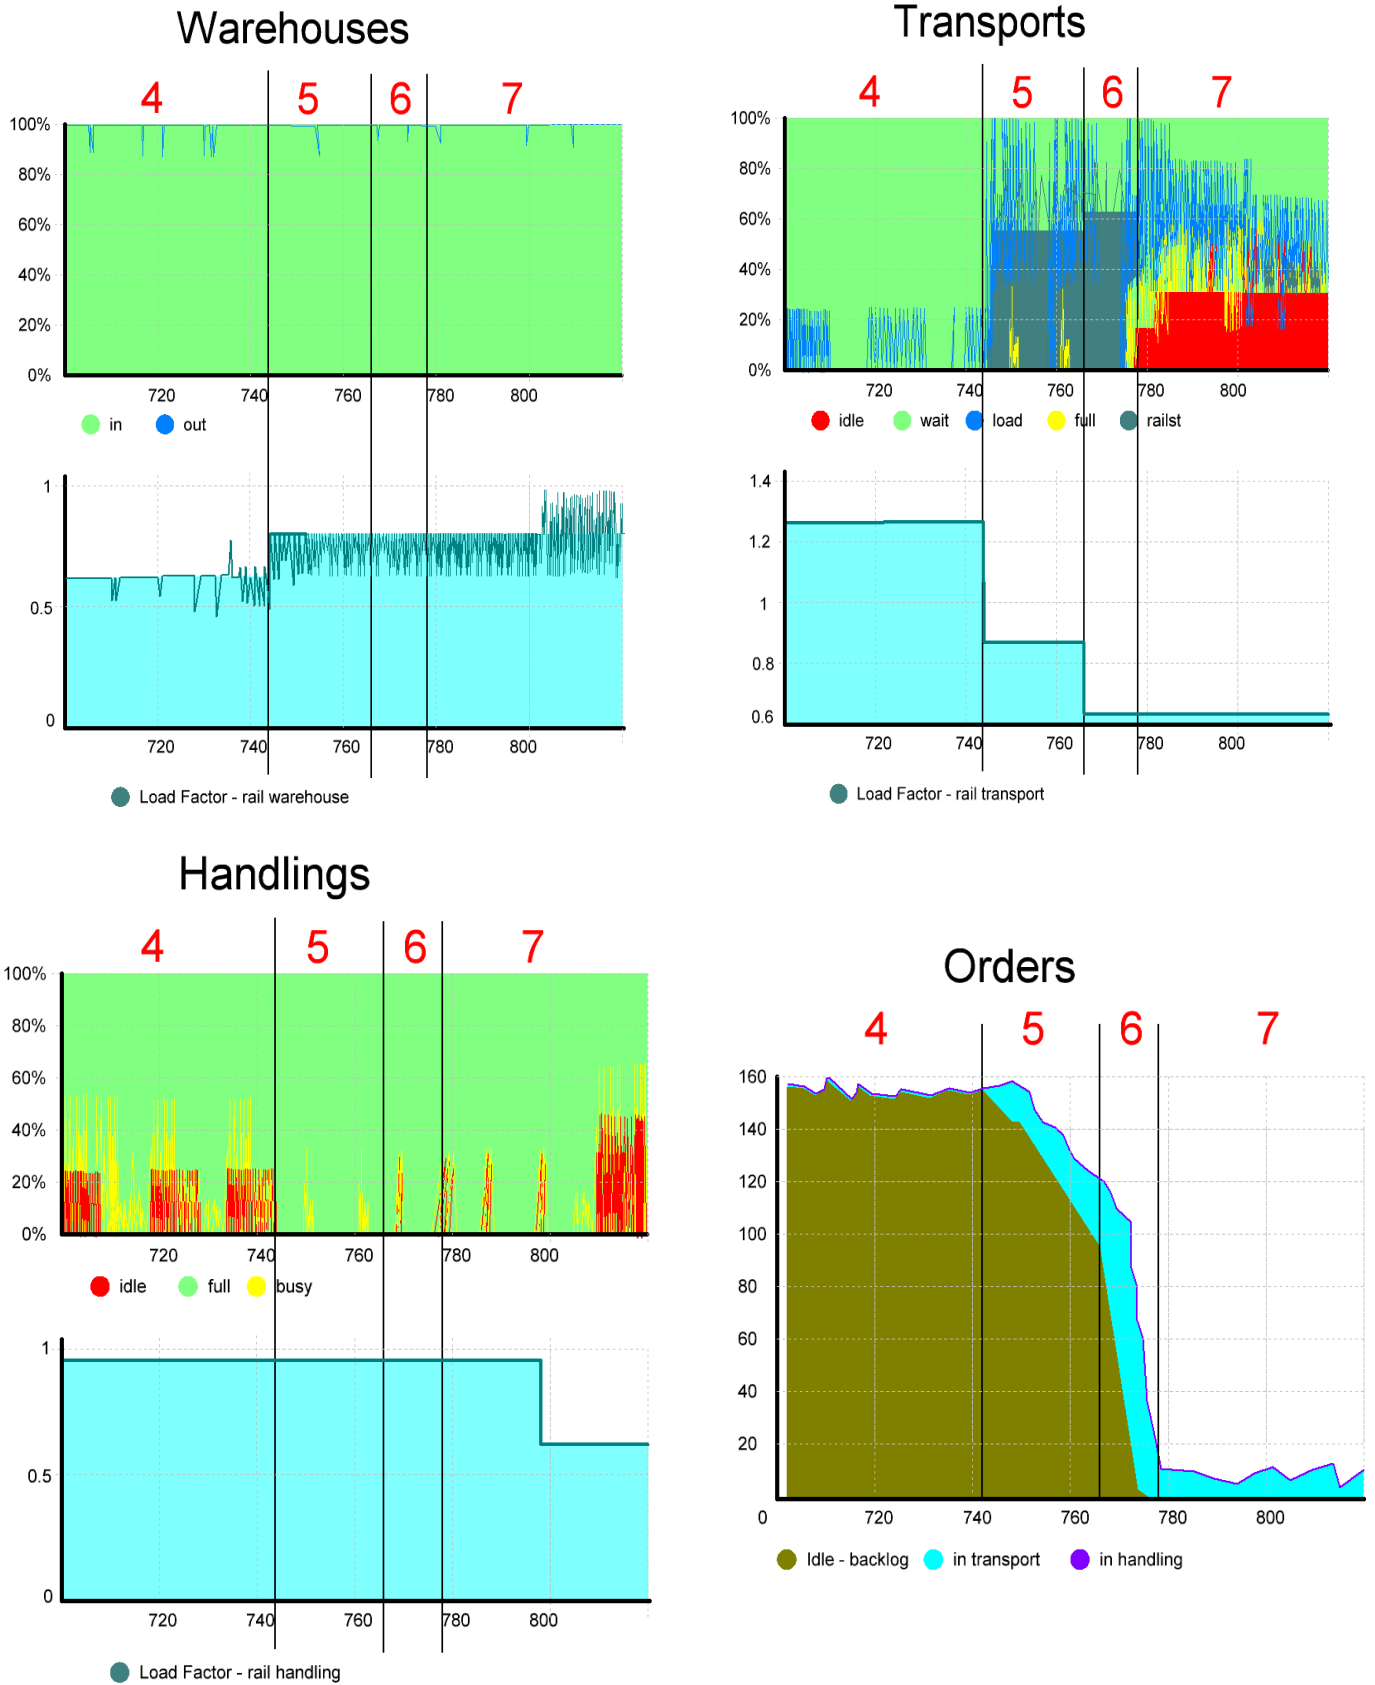 Warehouses
4 5 6 7
100%
80%
60%
40%
20%
0%
720 740 760 780 800
in out
1
0.5
0
720 740 760 780 800
Load Factor - rail warehouse
Transports
4 5 6 7
100%
80%
60%
40%
20%
0%
720 740 760 780 800
idle wait load full railst
1.4
1.2
1
0.8
0.6
720 740 760 780 800
Load Factor - rail transport
Handlings
4 5 6 7
100%
80%
60%
40%
20%
0%
720 740 760 780 800
idle full busy
1
0.5
0
720 740 760 780 800
Load Factor - rail handling
Orders
4 5 6 7
160
140
120
100
80
60
40
20
0 720 740 760 780 800
Idle - backlog in transport in handling